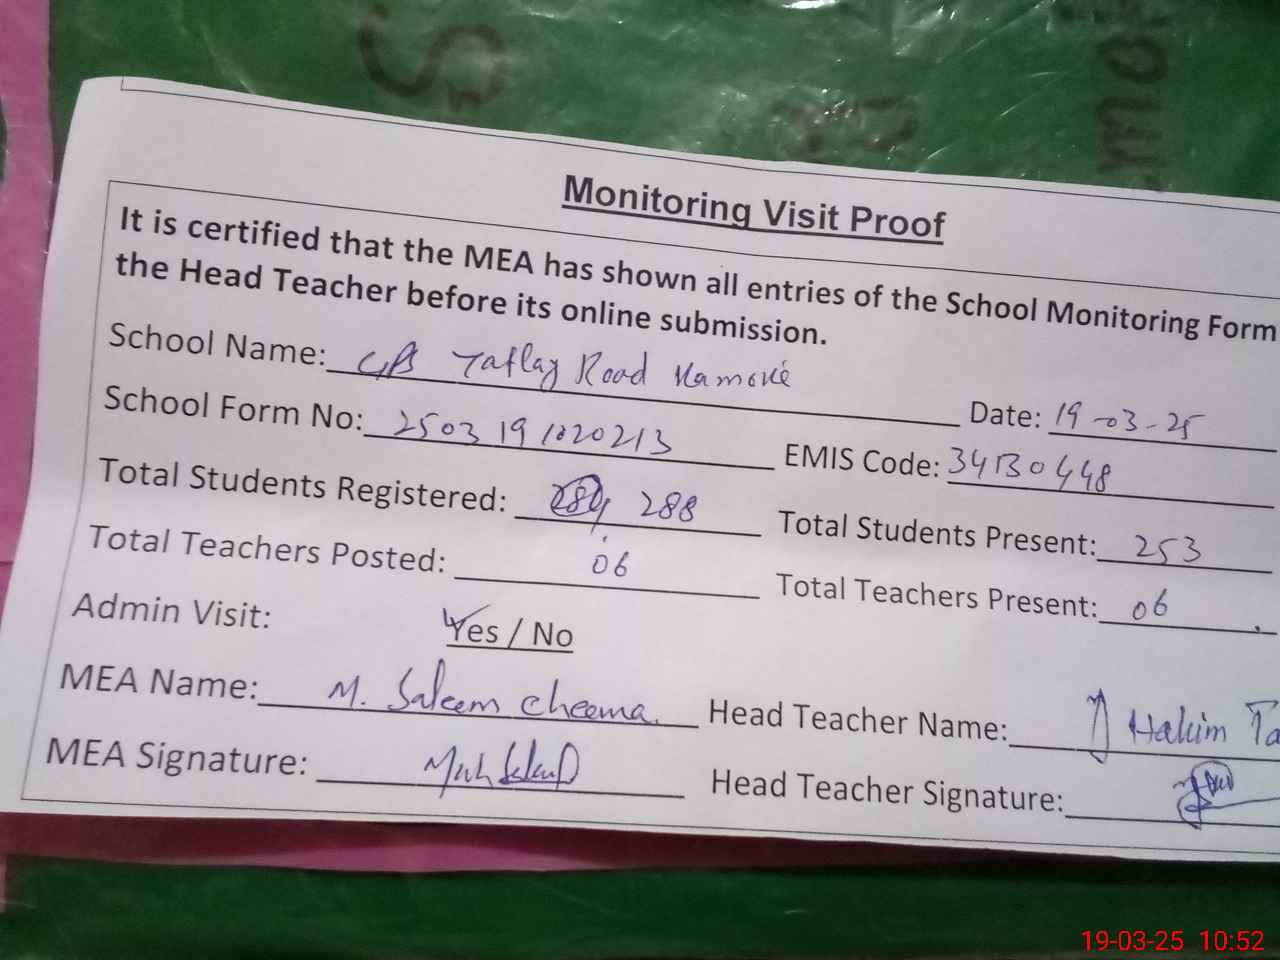 Monitoring Visit Proof
It is certified that the MEA has shown all entries of the School Monitoring Form
the Head Teacher before its online submission.
School Name: Road Kamoke Date: 19-03-25
School Form No: 2503191020213 EMIS Code: 34130448
Total Students Registered: 284 288 Total Students Present: 253
Total Teachers Posted: 06 Total Teachers Present: 06
Admin Visit: Yes / No
MEA Name: M. Saleem Cheema Head Teacher Name: Hakim
MEA Signature: Head Teacher Signature:
19-03-25 10:52